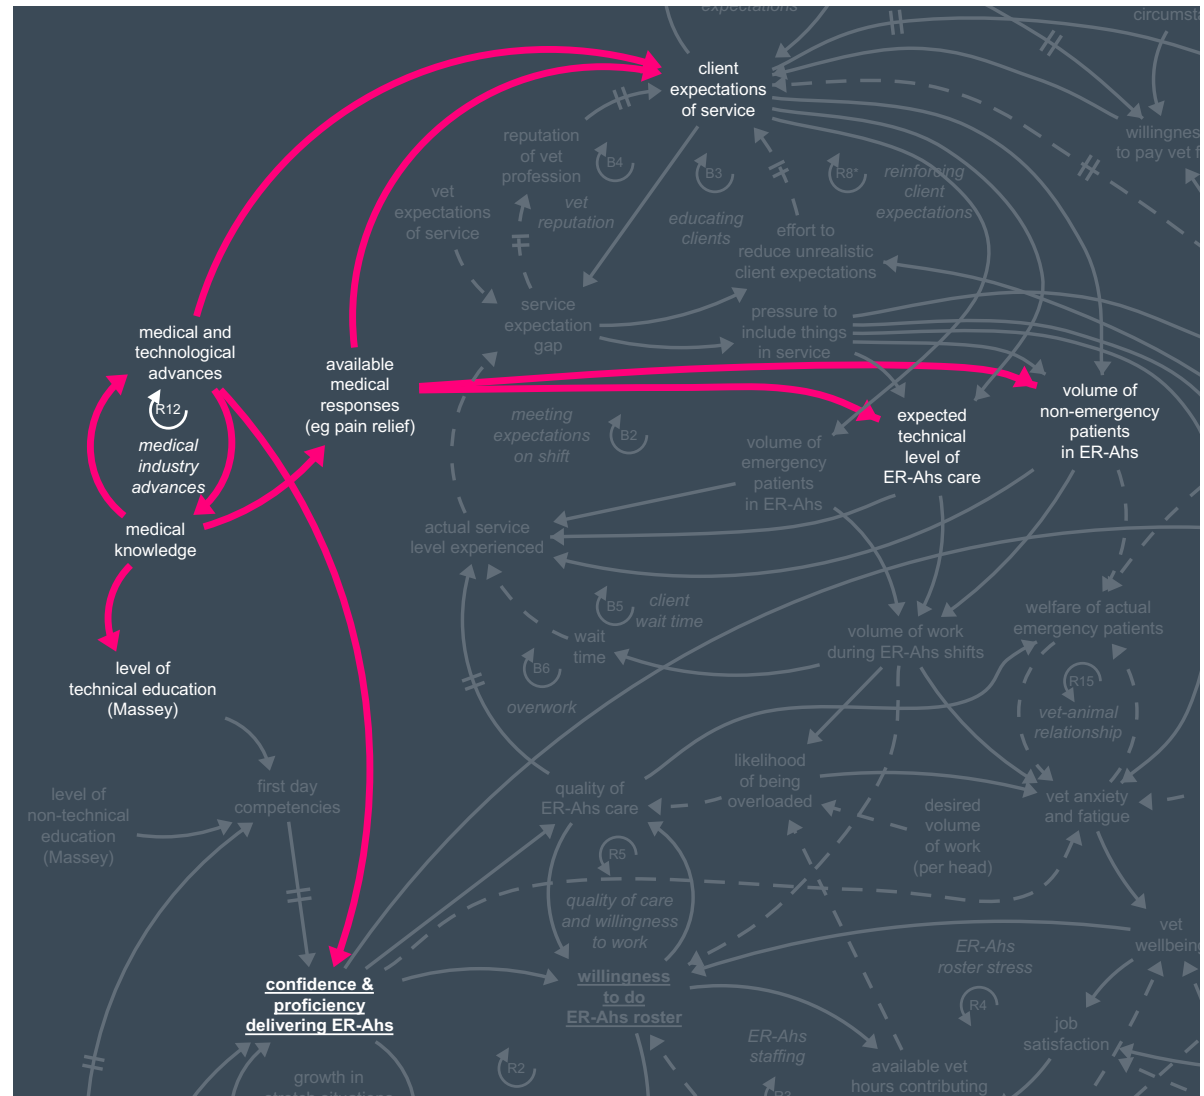 expectations
client
expectations
of service
willingness
to pay vet f
reputation
of vet
profession
B4
B3
R8*
reinforcing
client
expectations
vet
expectations
of service
vet
reputation
educating
clients
effort to
reduce unrealistic
client expectations
service
expectation
gap
pressure to
include things
in service
medical and
technological
advances
R12
medical
industry
advances
available
medical
responses
(eg pain relief)
meeting
expectations
on shift
B2
volume of
emergency
patients
in ER-Ahs
expected
technical
level of
ER-Ahs care
volume of
non-emergency
patients
in ER-Ahs
medical
knowledge
actual service
level experienced
B5
client
wait time
wait
time
B6
overwork
volume of work
during ER-Ahs shifts
welfare of actual
emergency patients
R15
vet-animal
relationship
level of
technical education
(Massey)
first day
competencies
level of
non-technical
education
(Massey)
quality of
ER-Ahs care
likelihood
of being
overloaded
desired
volume
of work
(per head)
vet anxiety
and fatigue
R5
quality of care
and willingness
to work
vet
wellbeing
ER-Ahs
roster stress
R4
confidence &
proficiency
delivering ER-Ahs
willingness
to do
ER-Ahs roster
job
satisfaction
R2
ER-Ahs
staffing
growth in
available vet
hours contributing